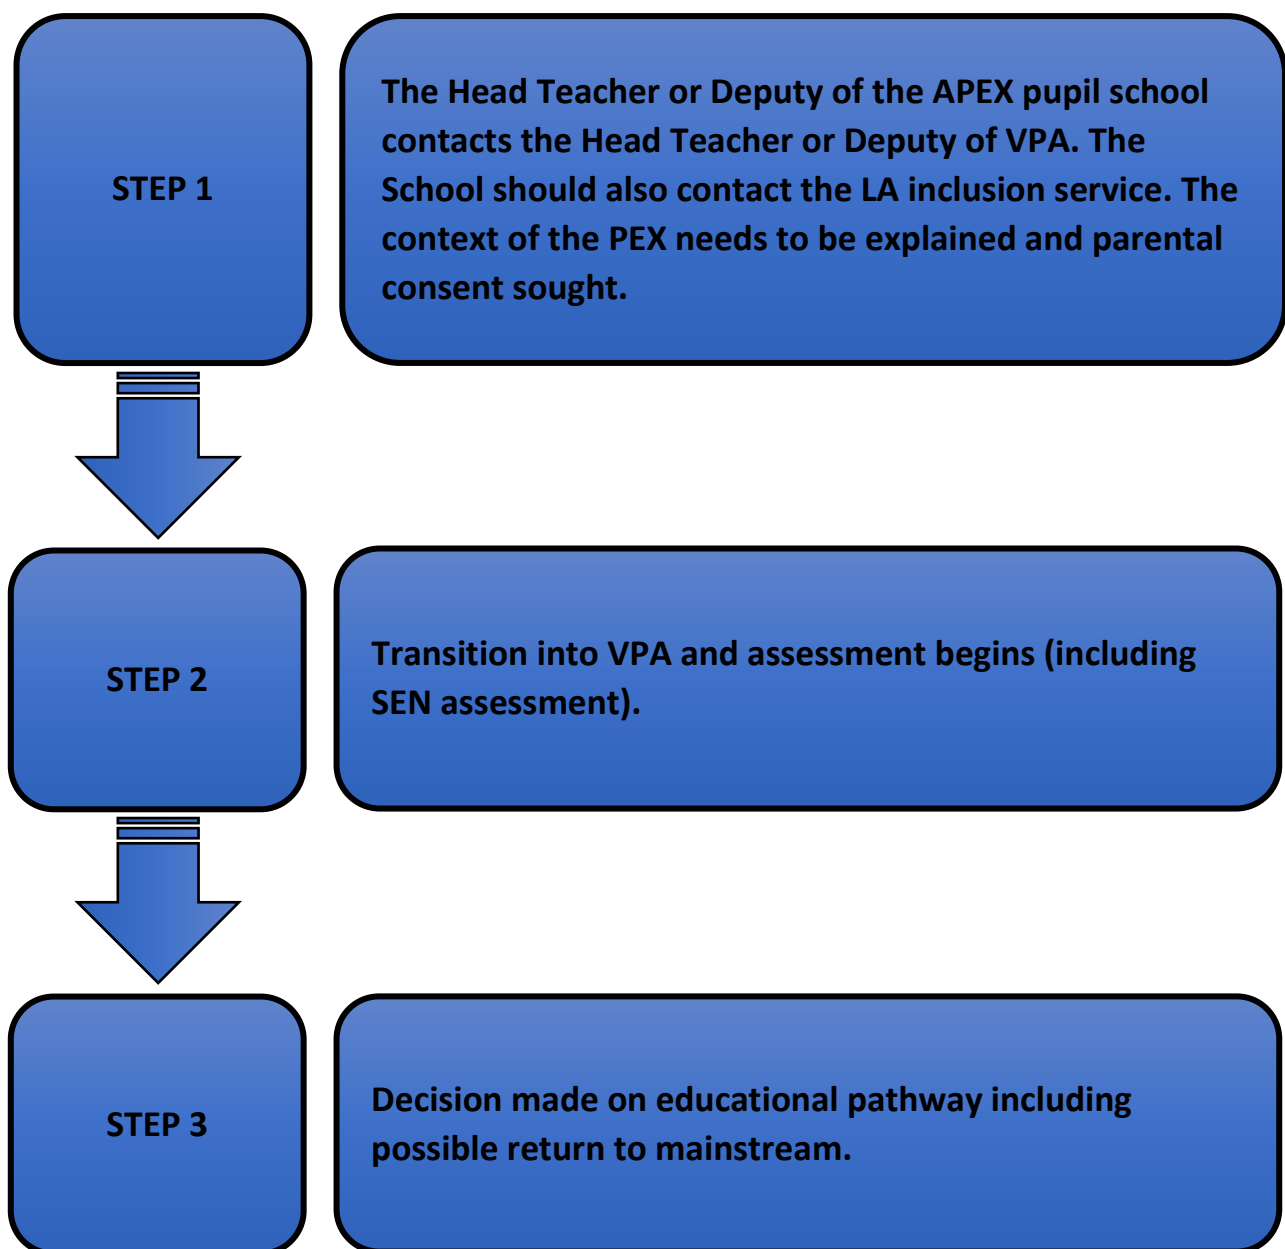 STEP 1
The Head Teacher or Deputy of the APEX pupil school
contacts the Head Teacher or Deputy of VPA. The
School should also contact the LA inclusion service. The
context of the PEX needs to be explained and parental
consent sought.
STEP 2
Transition into VPA and assessment begins (including
SEN assessment).
STEP 3
Decision made on educational pathway including
possible return to mainstream.